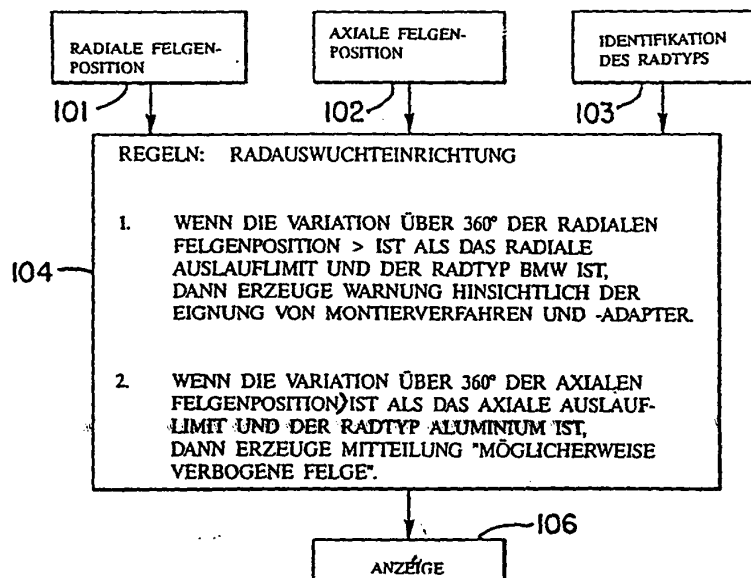 RADIALE FELGEN-
POSITION
AXIALE FELGEN-
POSITION
IDENTIFIKATION
DES RADTYPS
101
102
103
REGELN: RADAUSWUCHTEINRICHTUNG
1. WENN DIE VARIATION ÜBER 360° DER RADIALEN
FELGENPOSITION > IST ALS DAS RADIALE
AUSLAUFLIMIT UND DER RADTYP BMW IST,
DANN ERZEUGE WARNUNG HINSICHTLICH DER
EIGNUNG VON MONTIERVERFAHREN UND -ADAPTER.
104
2. WENN DIE VARIATION ÜBER 360° DER AXIALEN
FELGENPOSITION>IST ALS DAS AXIALE AUSLAUF-
LIMIT UND DER RADTYP ALUMINIUM IST,
DANN ERZEUGE MITTEILUNG "MÖGLICHERWEISE
VERBOGENE FELGE".
106
ANZEIGE